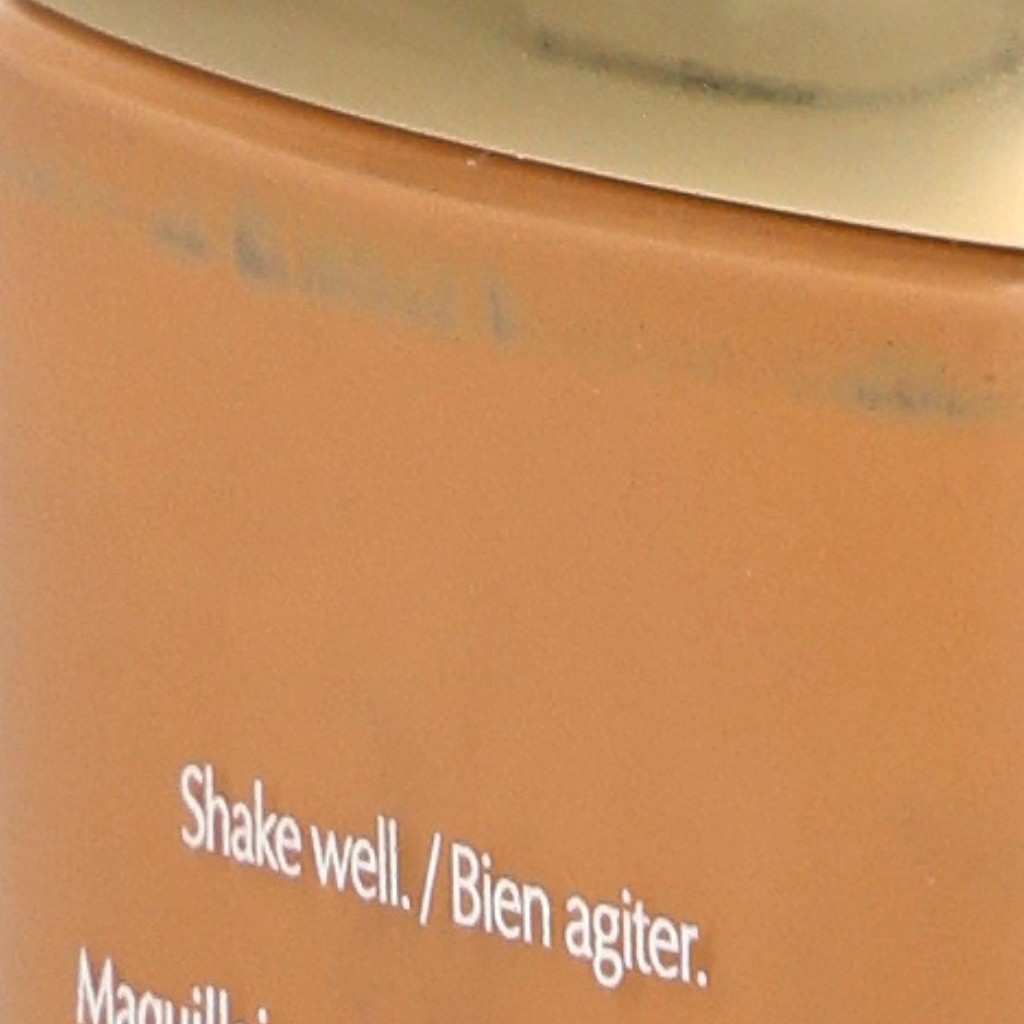 Shake well. / Bien agiter.